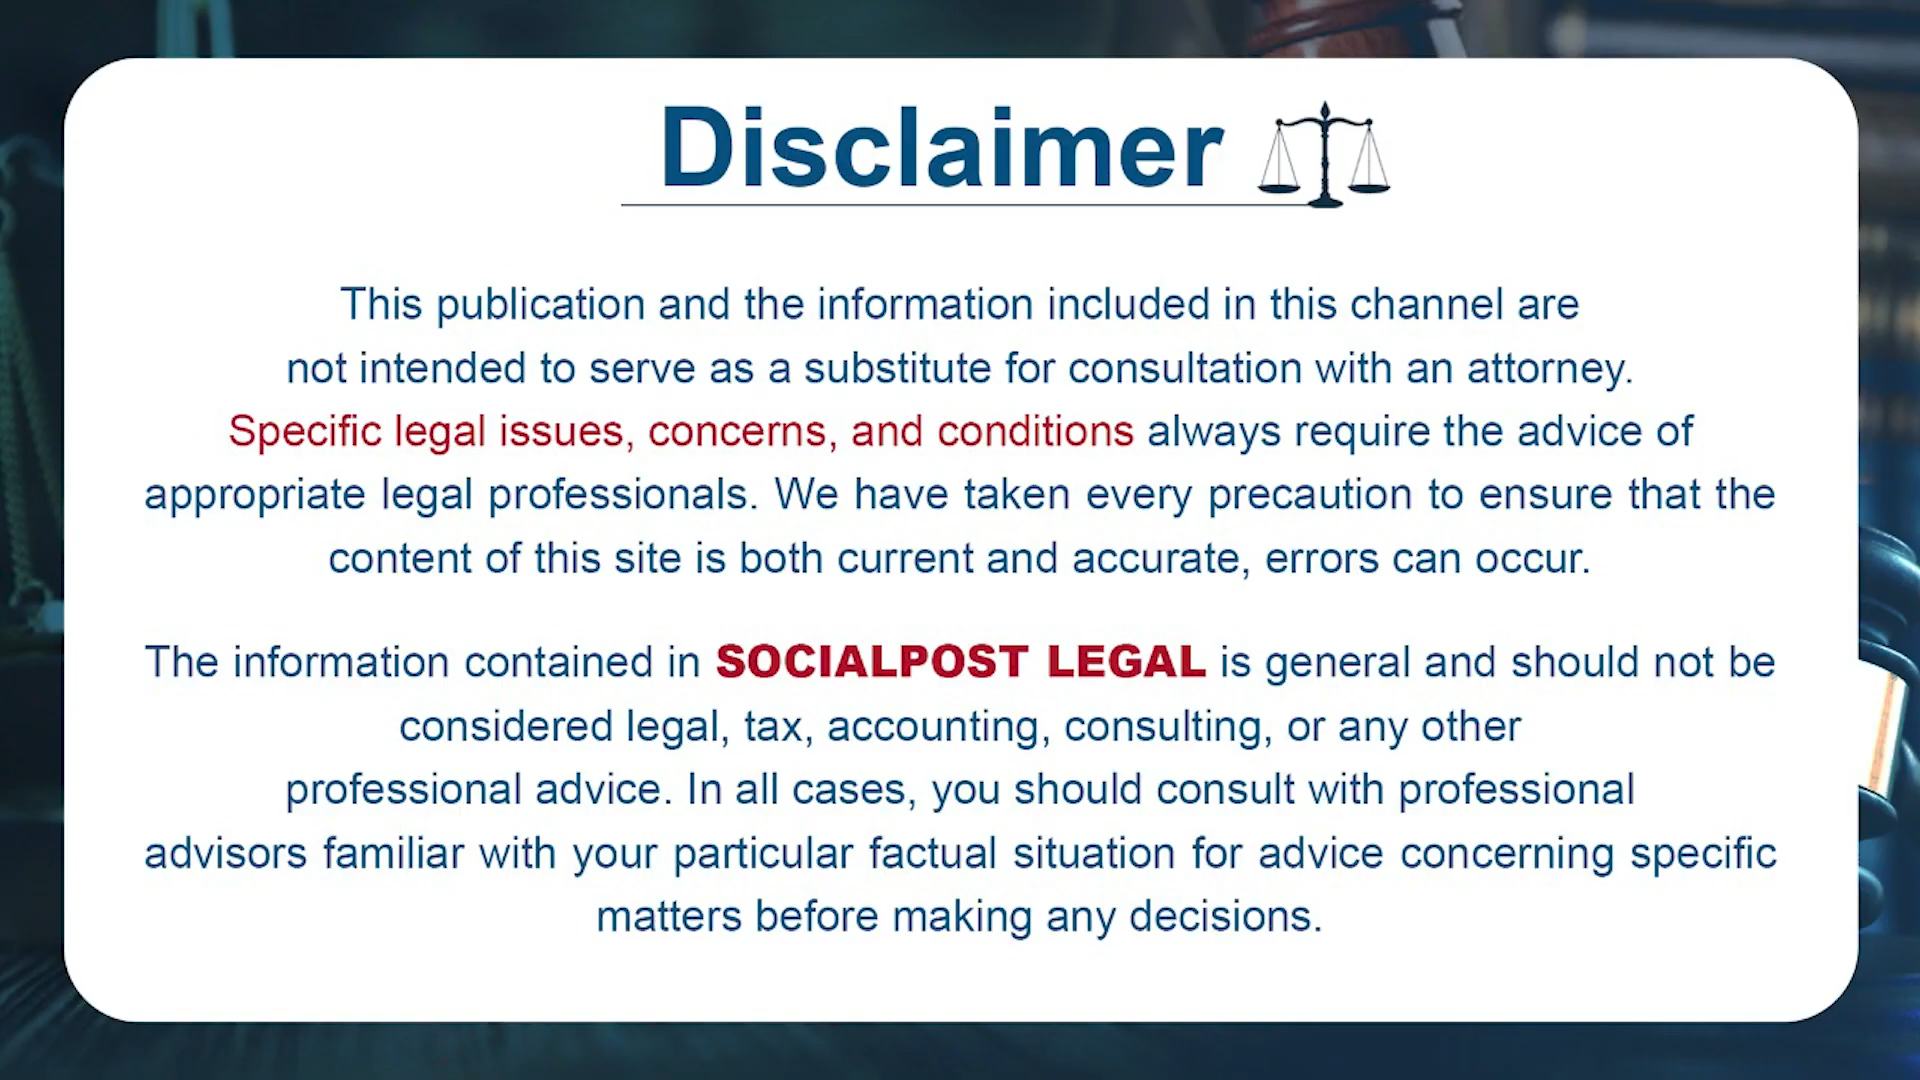 Disclaimer
This publication and the information included in this channel are
not intended to serve as a substitute for consultation with an attorney.
Specific legal issues, concerns, and conditions always require the advice of
appropriate legal professionals. We have taken every precaution to ensure that the
content of this site is both current and accurate, errors can occur.
The information contained in SOCIALPOST LEGAL is general and should not be
considered legal, tax, accounting, consulting, or any other
professional advice. In all cases, you should consult with professional
advisors familiar with your particular factual situation for advice concerning specific
matters before making any decisions.